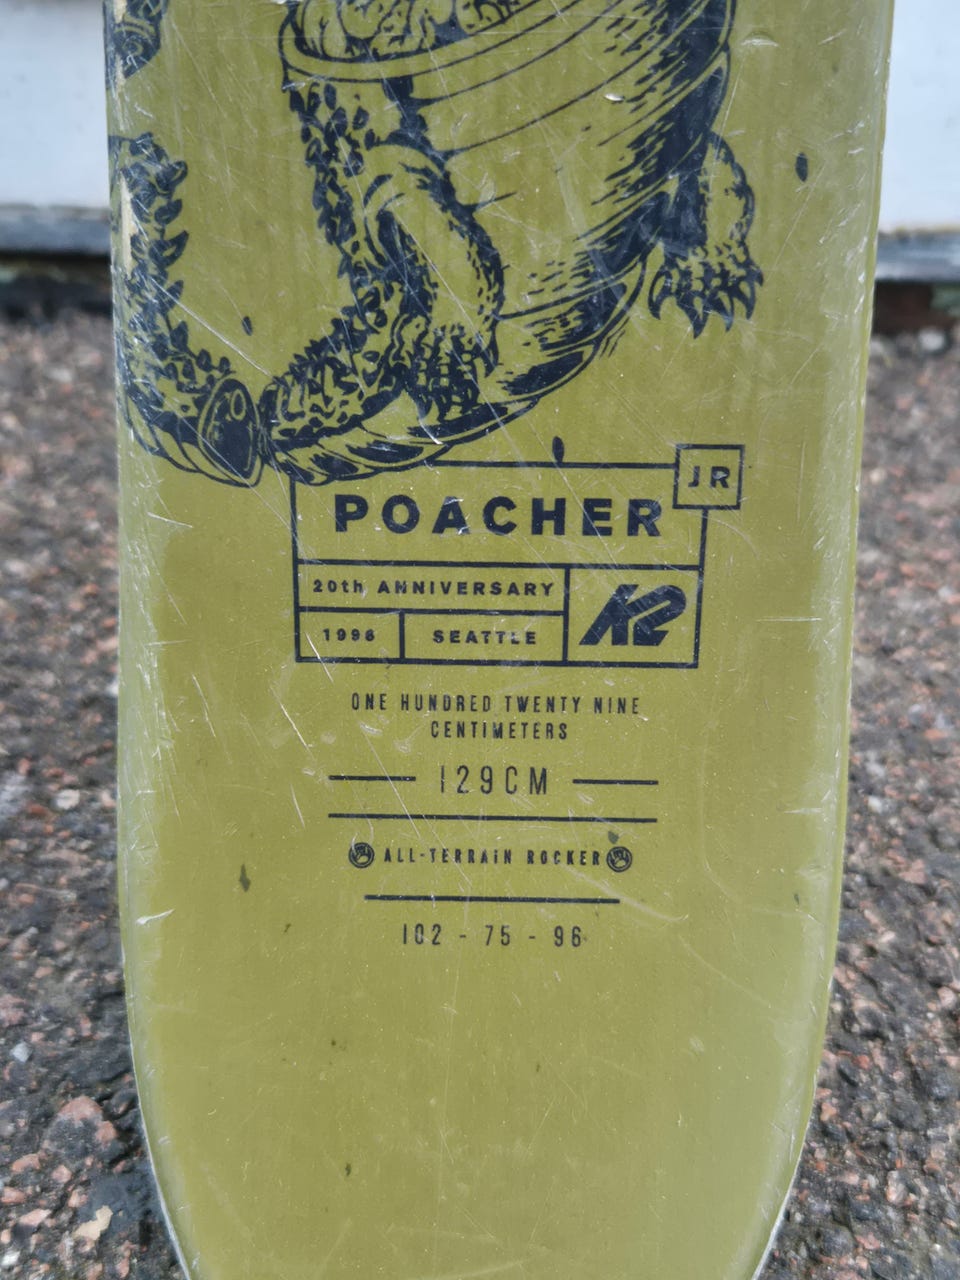 JR
POACHER
20th ANNIVERSARY
K2
1996
SEATTLE
ONE HUNDRED TWENTY NINE
CENTIMETERS
129CM
ALL-TERRAIN ROCKER
102 - 75 - 96